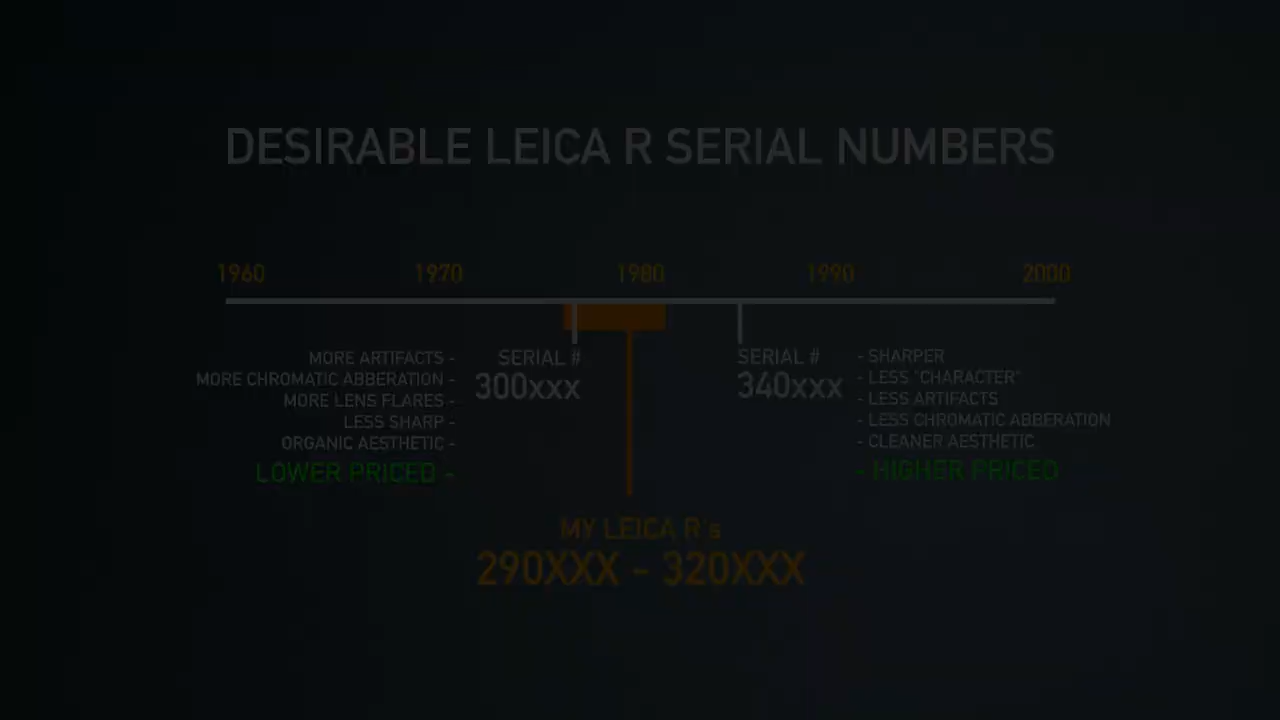 DESIRABLE LEICA R SERIAL NUMBERS
1960 1970 1980 1990 2000
MORE ARTIFACTS -
MORE CHROMATIC ABBERATION -
MORE LENS FLARES -
LESS SHARP -
ORGANIC AESTHETIC -
LOWER PRICED -
SERIAL #
300xxx
SERIAL #
340xxx
- SHARPER
- LESS "CHARACTER"
- LESS ARTIFACTS
- LESS CHROMATIC ABBERATION
- CLEANER AESTHETIC
- HIGHER PRICED
MY LEICA R's
290XXX - 320XXX